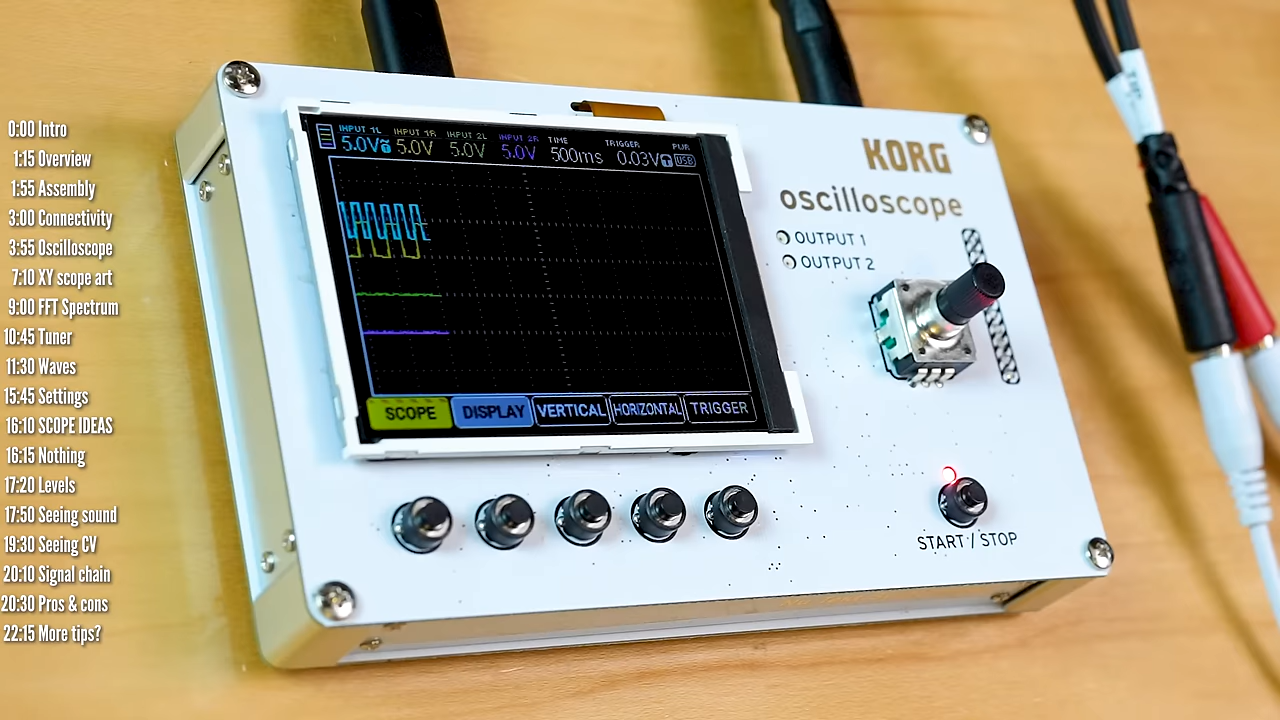 0:00 Intro
1:15 Overview
1:55 Assembly
3:00 Connectivity
3:55 Oscilloscope
7:10 XY scope art
9:00 FFT Spectrum
10:45 Tuner
11:30 Waves
15:45 Settings
16:10 SCOPE IDEAS
16:15 Nothing
17:20 Levels
17:50 Seeing sound
19:30 Seeing CV
20:10 Signal chain
20:30 Pros & cons
22:15 More tips?
INPUT 1L INPUT 1R INPUT 2L INPUT 2R TIME TRIGGER PWR
5.0V 5.0V 5.0V 5.0V 500ms 0.03V USB
SCOPE DISPLAY VERTICAL HORIZONTAL TRIGGER
KORG
oscilloscope
OUTPUT 1
OUTPUT 2
START / STOP